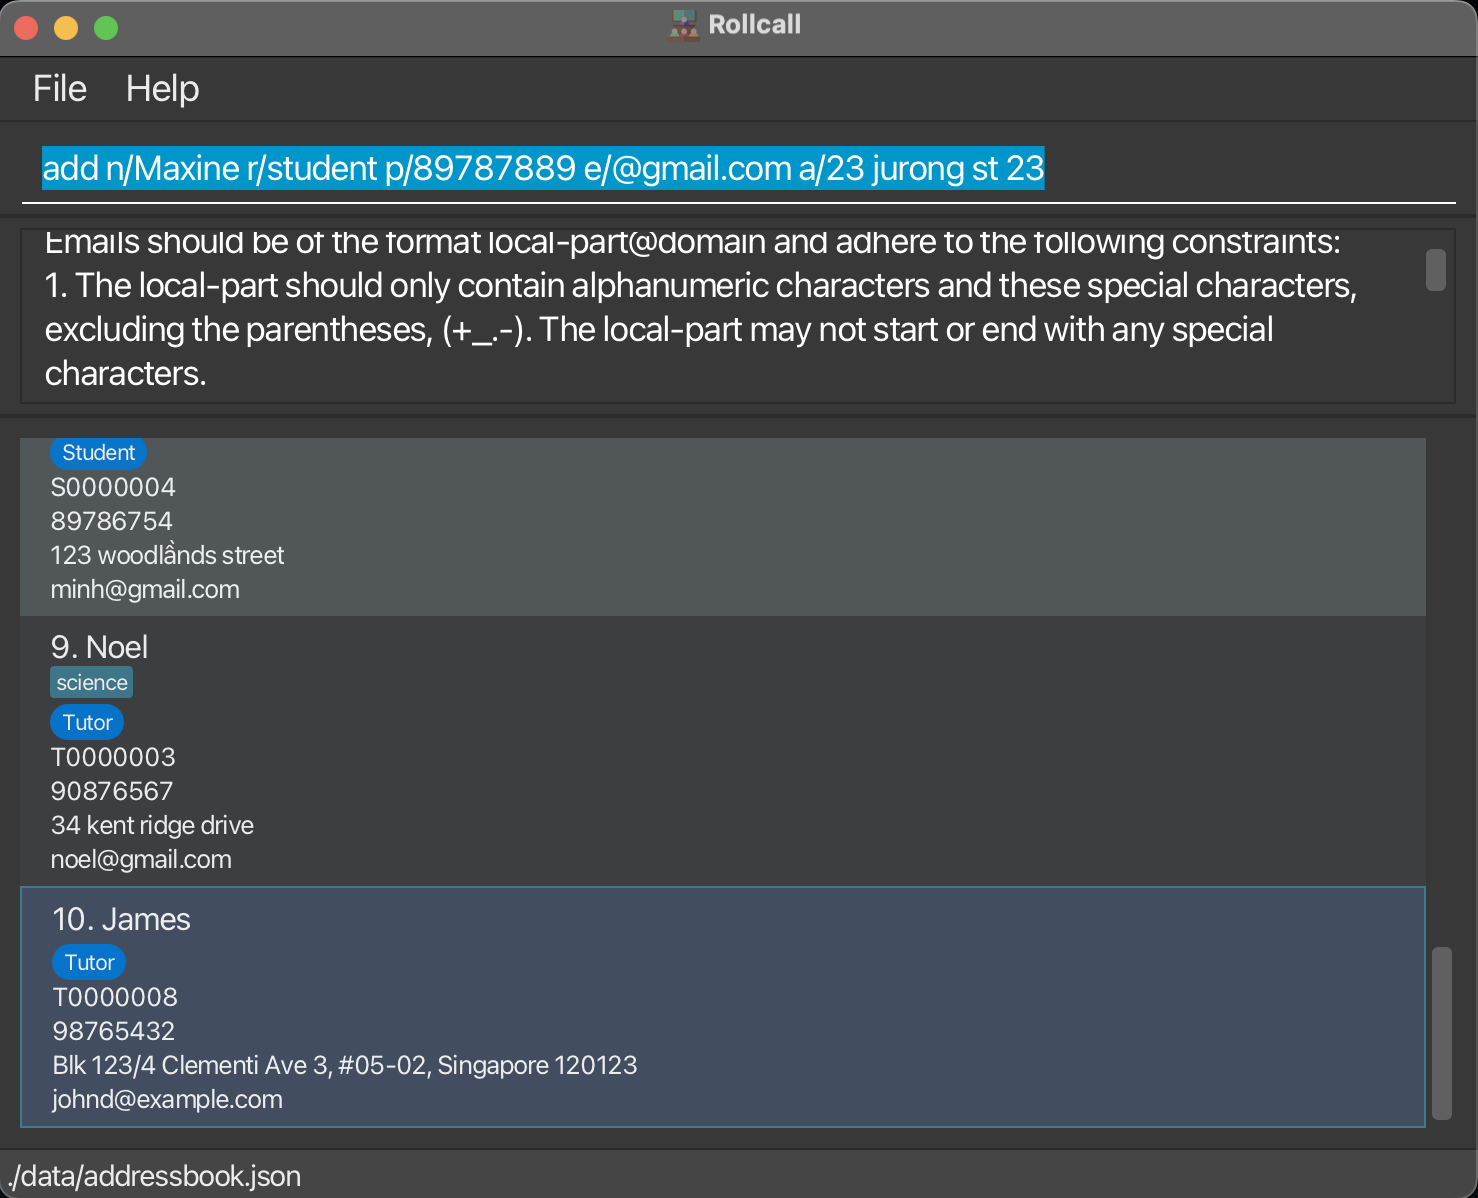 Rollcall
File Help
add n/Maxine r/student p/89787889 e/@gmail.com a/23 jurong st 23
Emails should be of the format local-part@domain and adhere to the following constraints:
1. The local-part should only contain alphanumeric characters and these special characters,
excluding the parentheses, (+_.-). The local-part may not start or end with any special
characters.
Student
S0000004
89786754
123 woodlầnds street
minh@gmail.com
9. Noel
science
Tutor
T0000003
90876567
34 kent ridge drive
noel@gmail.com
10. James
Tutor
T0000008
98765432
Blk 123/4 Clementi Ave 3, #05-02, Singapore 120123
johnd@example.com
./data/addressbook.json